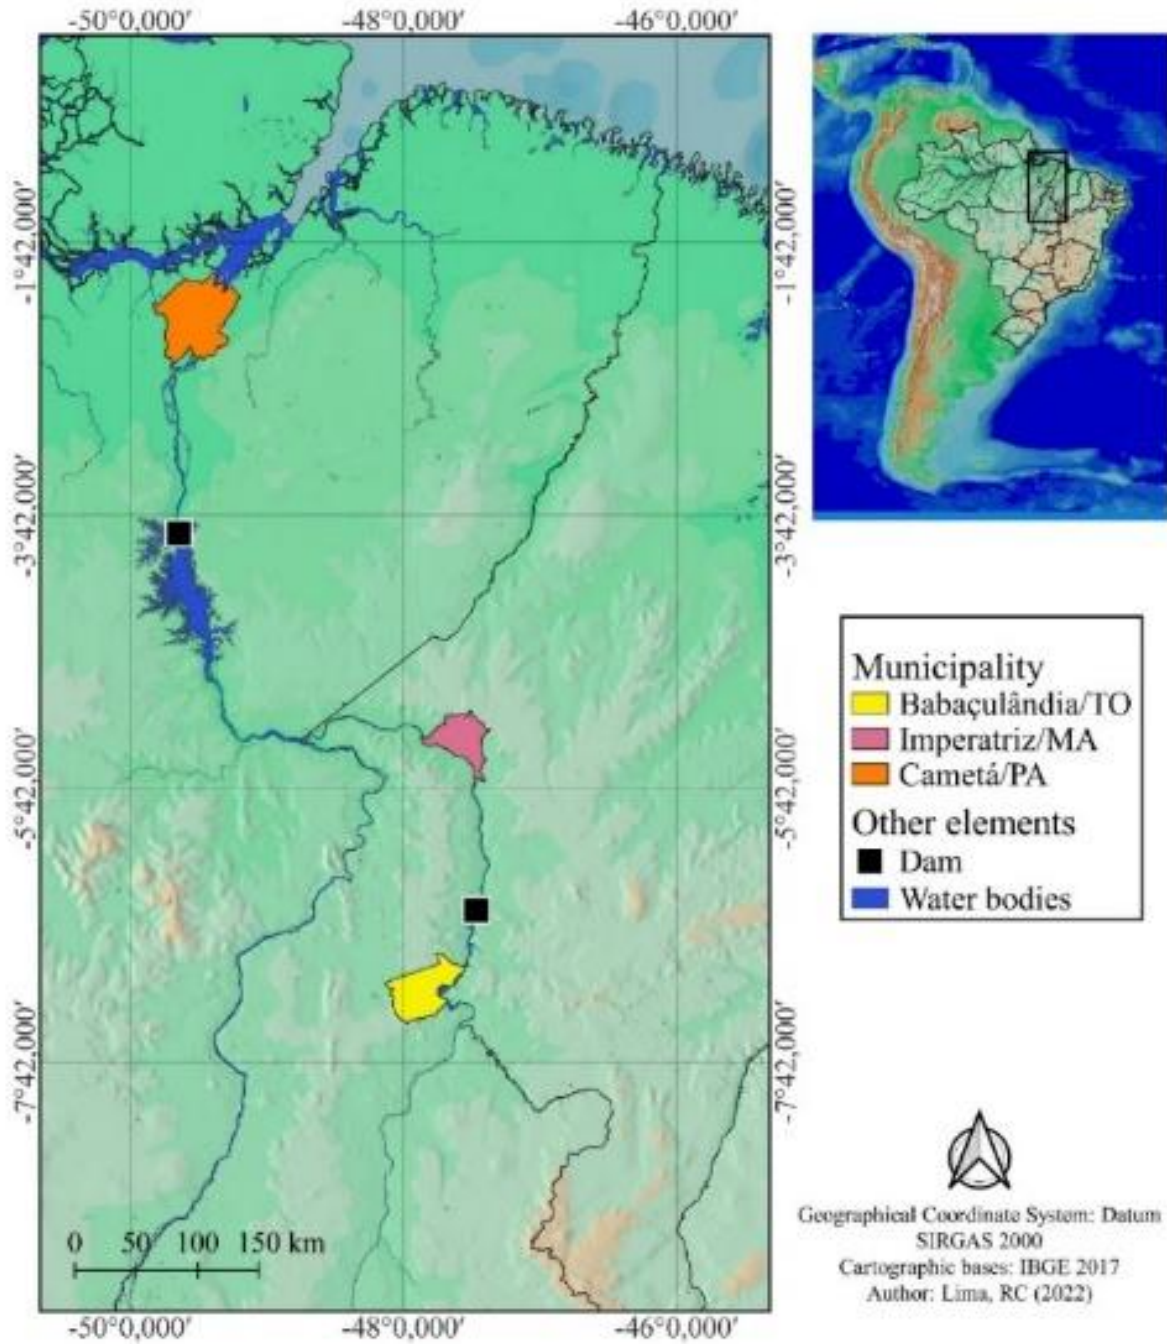 -50°0,000' -48°0,000' -46°0,000'
-1°42,000' -1°42,000'
-3°42,000' -3°42,000'
-5°42,000' -5°42,000'
-7°42,000' -7°42,000'
0 50 100 150 km
-50°0,000' -48°0,000' -46°0,000'
Municipality
Babaçulândia/TO
Imperatriz/MA
Cametá/PA
Other elements
Dam
Water bodies
Geographical Coordinate System: Datum
SIRGAS 2000
Cartographic bases: IBGE 2017
Author: Lima, RC (2022)